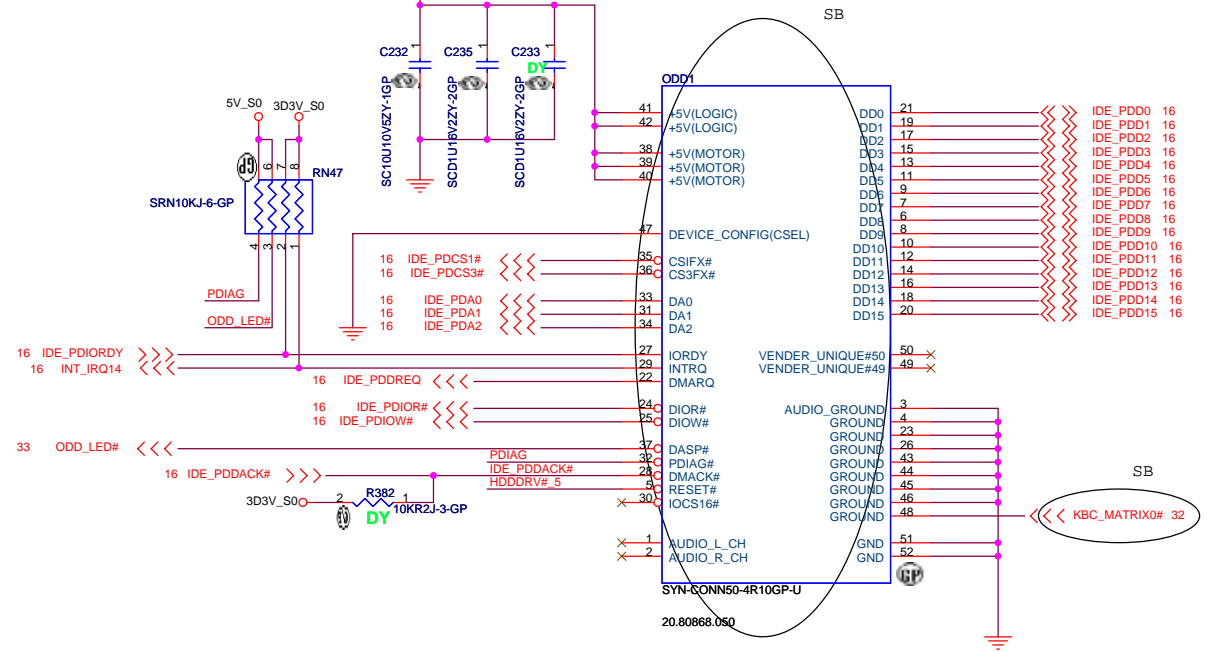 SB
C232 1
C235 1
C233 1
DY
SC10U10V5ZY-1GP
SCD1U16V2ZY-2GP
SCD1U16V2ZY-2GP
5V_S0
3D3V_S0
GP
6
7
8
RN47
SRN10KJ-6-GP
4
3
2
1
PDIAG
ODD_LED#
ODD1
41 +5V(LOGIC)
42 +5V(LOGIC)
38 +5V(MOTOR)
39 +5V(MOTOR)
40 +5V(MOTOR)
47 DEVICE_CONFIG(CSEL)
16 IDE_PDCS1# 35 CSIFX#
16 IDE_PDCS3# 36 CS3FX#
16 IDE_PDA0 33 DA0
16 IDE_PDA1 31 DA1
16 IDE_PDA2 34 DA2
16 IDE_PDIORDY 27 IORDY
16 INT_IRQ14 29 INTRQ
16 IDE_PDDREQ 22 DMARQ
16 IDE_PDIOR# 24 DIOR#
16 IDE_PDIOW# 25 DIOW#
33 ODD_LED# 37 DASP#
PDIAG 32 PDIAG#
16 IDE_PDDACK# IDE_PDDACK# 28 DMACK#
HDDDRV#_5 5 RESET#
30 IOCS16#
3D3V_S0 2 R382 1 10KR2J-3-GP
DY
1 AUDIO_L_CH
2 AUDIO_R_CH
DD0 21 IDE_PDD0 16
DD1 19 IDE_PDD1 16
DD2 17 IDE_PDD2 16
DD3 15 IDE_PDD3 16
DD4 13 IDE_PDD4 16
DD5 11 IDE_PDD5 16
DD6 9 IDE_PDD6 16
DD7 7 IDE_PDD7 16
DD8 6 IDE_PDD8 16
DD9 8 IDE_PDD9 16
DD10 10 IDE_PDD10 16
DD11 12 IDE_PDD11 16
DD12 14 IDE_PDD12 16
DD13 16 IDE_PDD13 16
DD14 18 IDE_PDD14 16
DD15 20 IDE_PDD15 16
VENDER_UNIQUE#50 50
VENDER_UNIQUE#49 49
AUDIO_GROUND 3
GROUND 4
GROUND 23
GROUND 26
GROUND 43
GROUND 44
GROUND 45
GROUND 46
GROUND 48
SB
KBC_MATRIX0# 32
GND 51
GND 52
GP
SYN-CONN50-4R10GP-U
20.80868.050